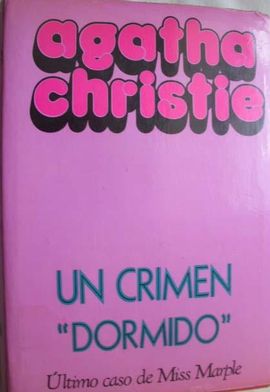 agatha
christie
UN CRIMEN
"DORMIDO"
Último caso de Miss Marple